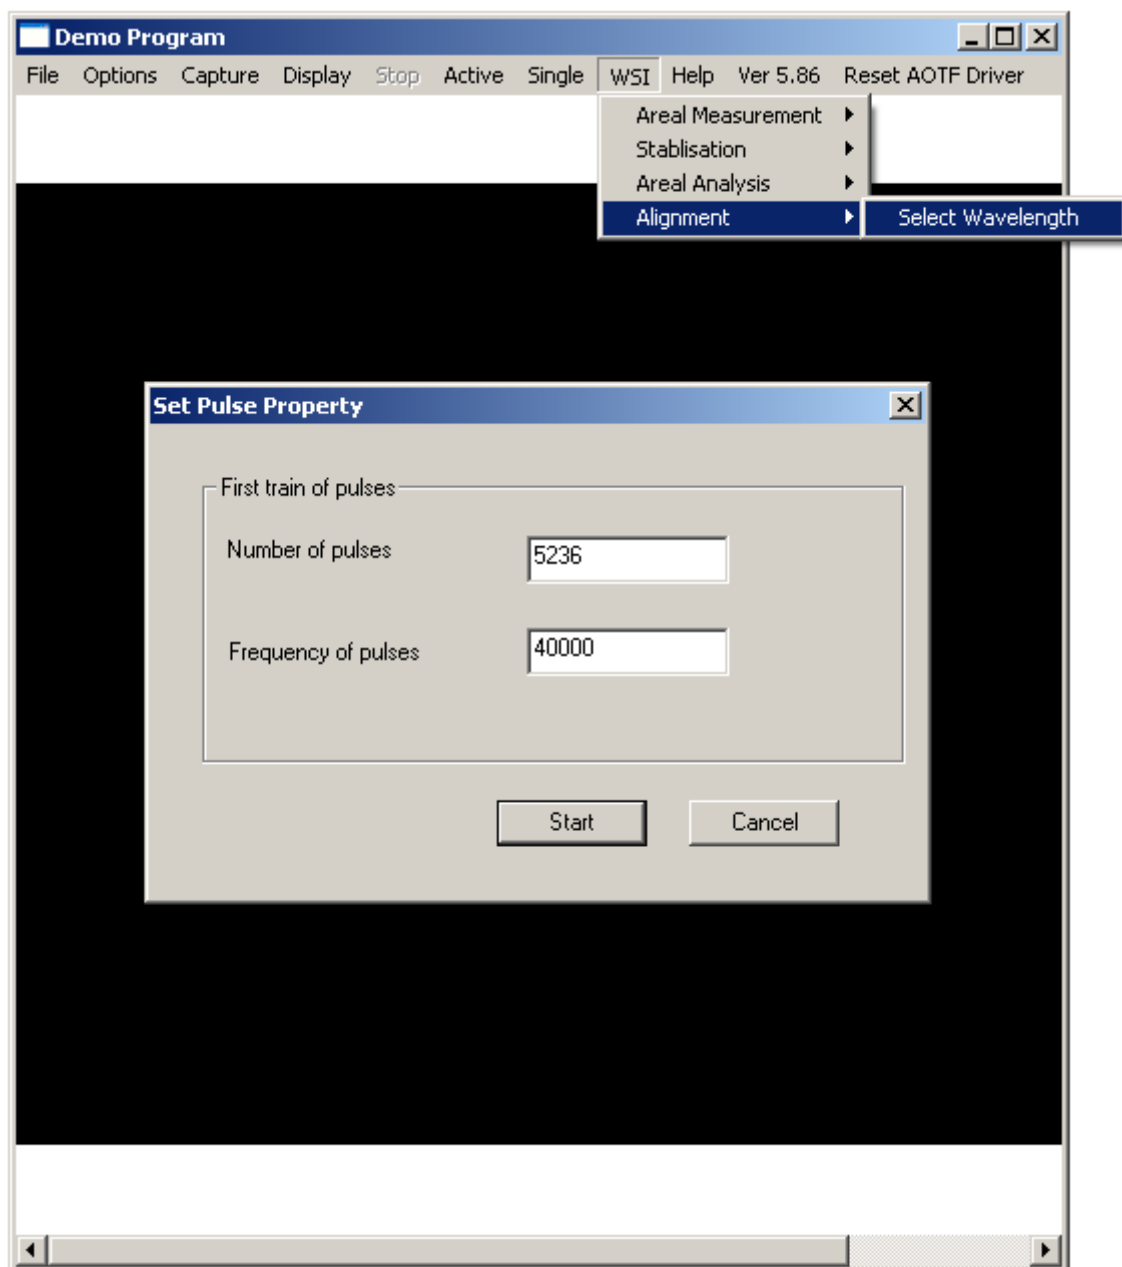 Demo Program
File Options Capture Display Stop Active Single WSI Help Ver 5.86 Reset AOTF Driver
Areal Measurement
Stablisation
Areal Analysis
Alignment Select Wavelength
Set Pulse Property
First train of pulses
Number of pulses 5236
Frequency of pulses 40000
Start Cancel